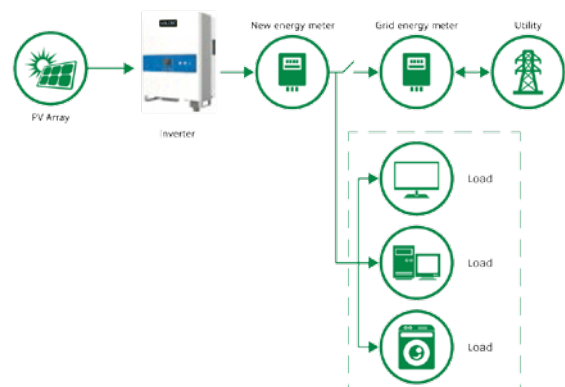 New energy meter
Grid energy meter
Utility
PV Array
Inverter
Load
Load
Load